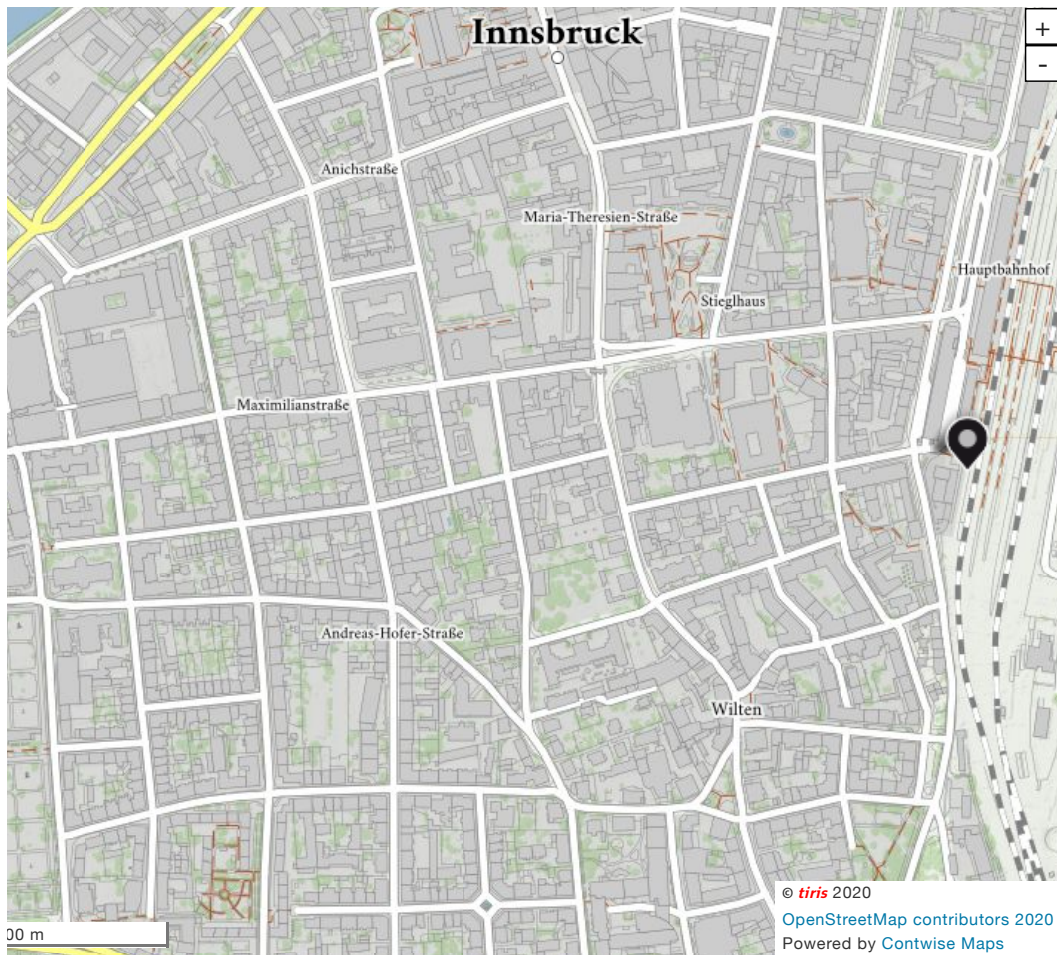 Innsbruck
+
-
Anichstraße
Maria-Theresien-Straße
Hauptbahnhof
Stieglhaus
Maximilianstraße
Andreas-Hofer-Straße
Wilten
00 m
© tiris 2020
OpenStreetMap contributors 2020
Powered by Contwise Maps